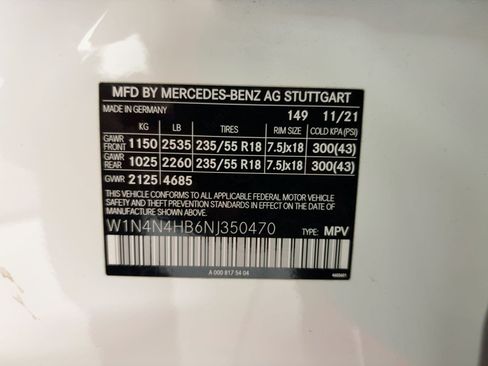 MFD BY MERCEDES-BENZ AG STUTTGART
MADE IN GERMANY 149 11/21
KG LB TIRES RIM SIZE COLD KPA (PSI)
GAWR FRONT 1150 2535 235/55 R18 7.5Jx18 300(43)
GAWR REAR 1025 2260 235/55 R18 7.5Jx18 300(43)
GVWR 2125 4685
THIS VEHICLE CONFORMS TO ALL APPLICABLE FEDERAL MOTOR VEHICLE
SAFETY AND THEFT PREVENTION STANDARDS IN EFFECT ON THE DATE OF
MANUFACTURE SHOWN ABOVE.
W1N4N4HB6NJ350470 TYPE: MPV
A 000 817 54 04